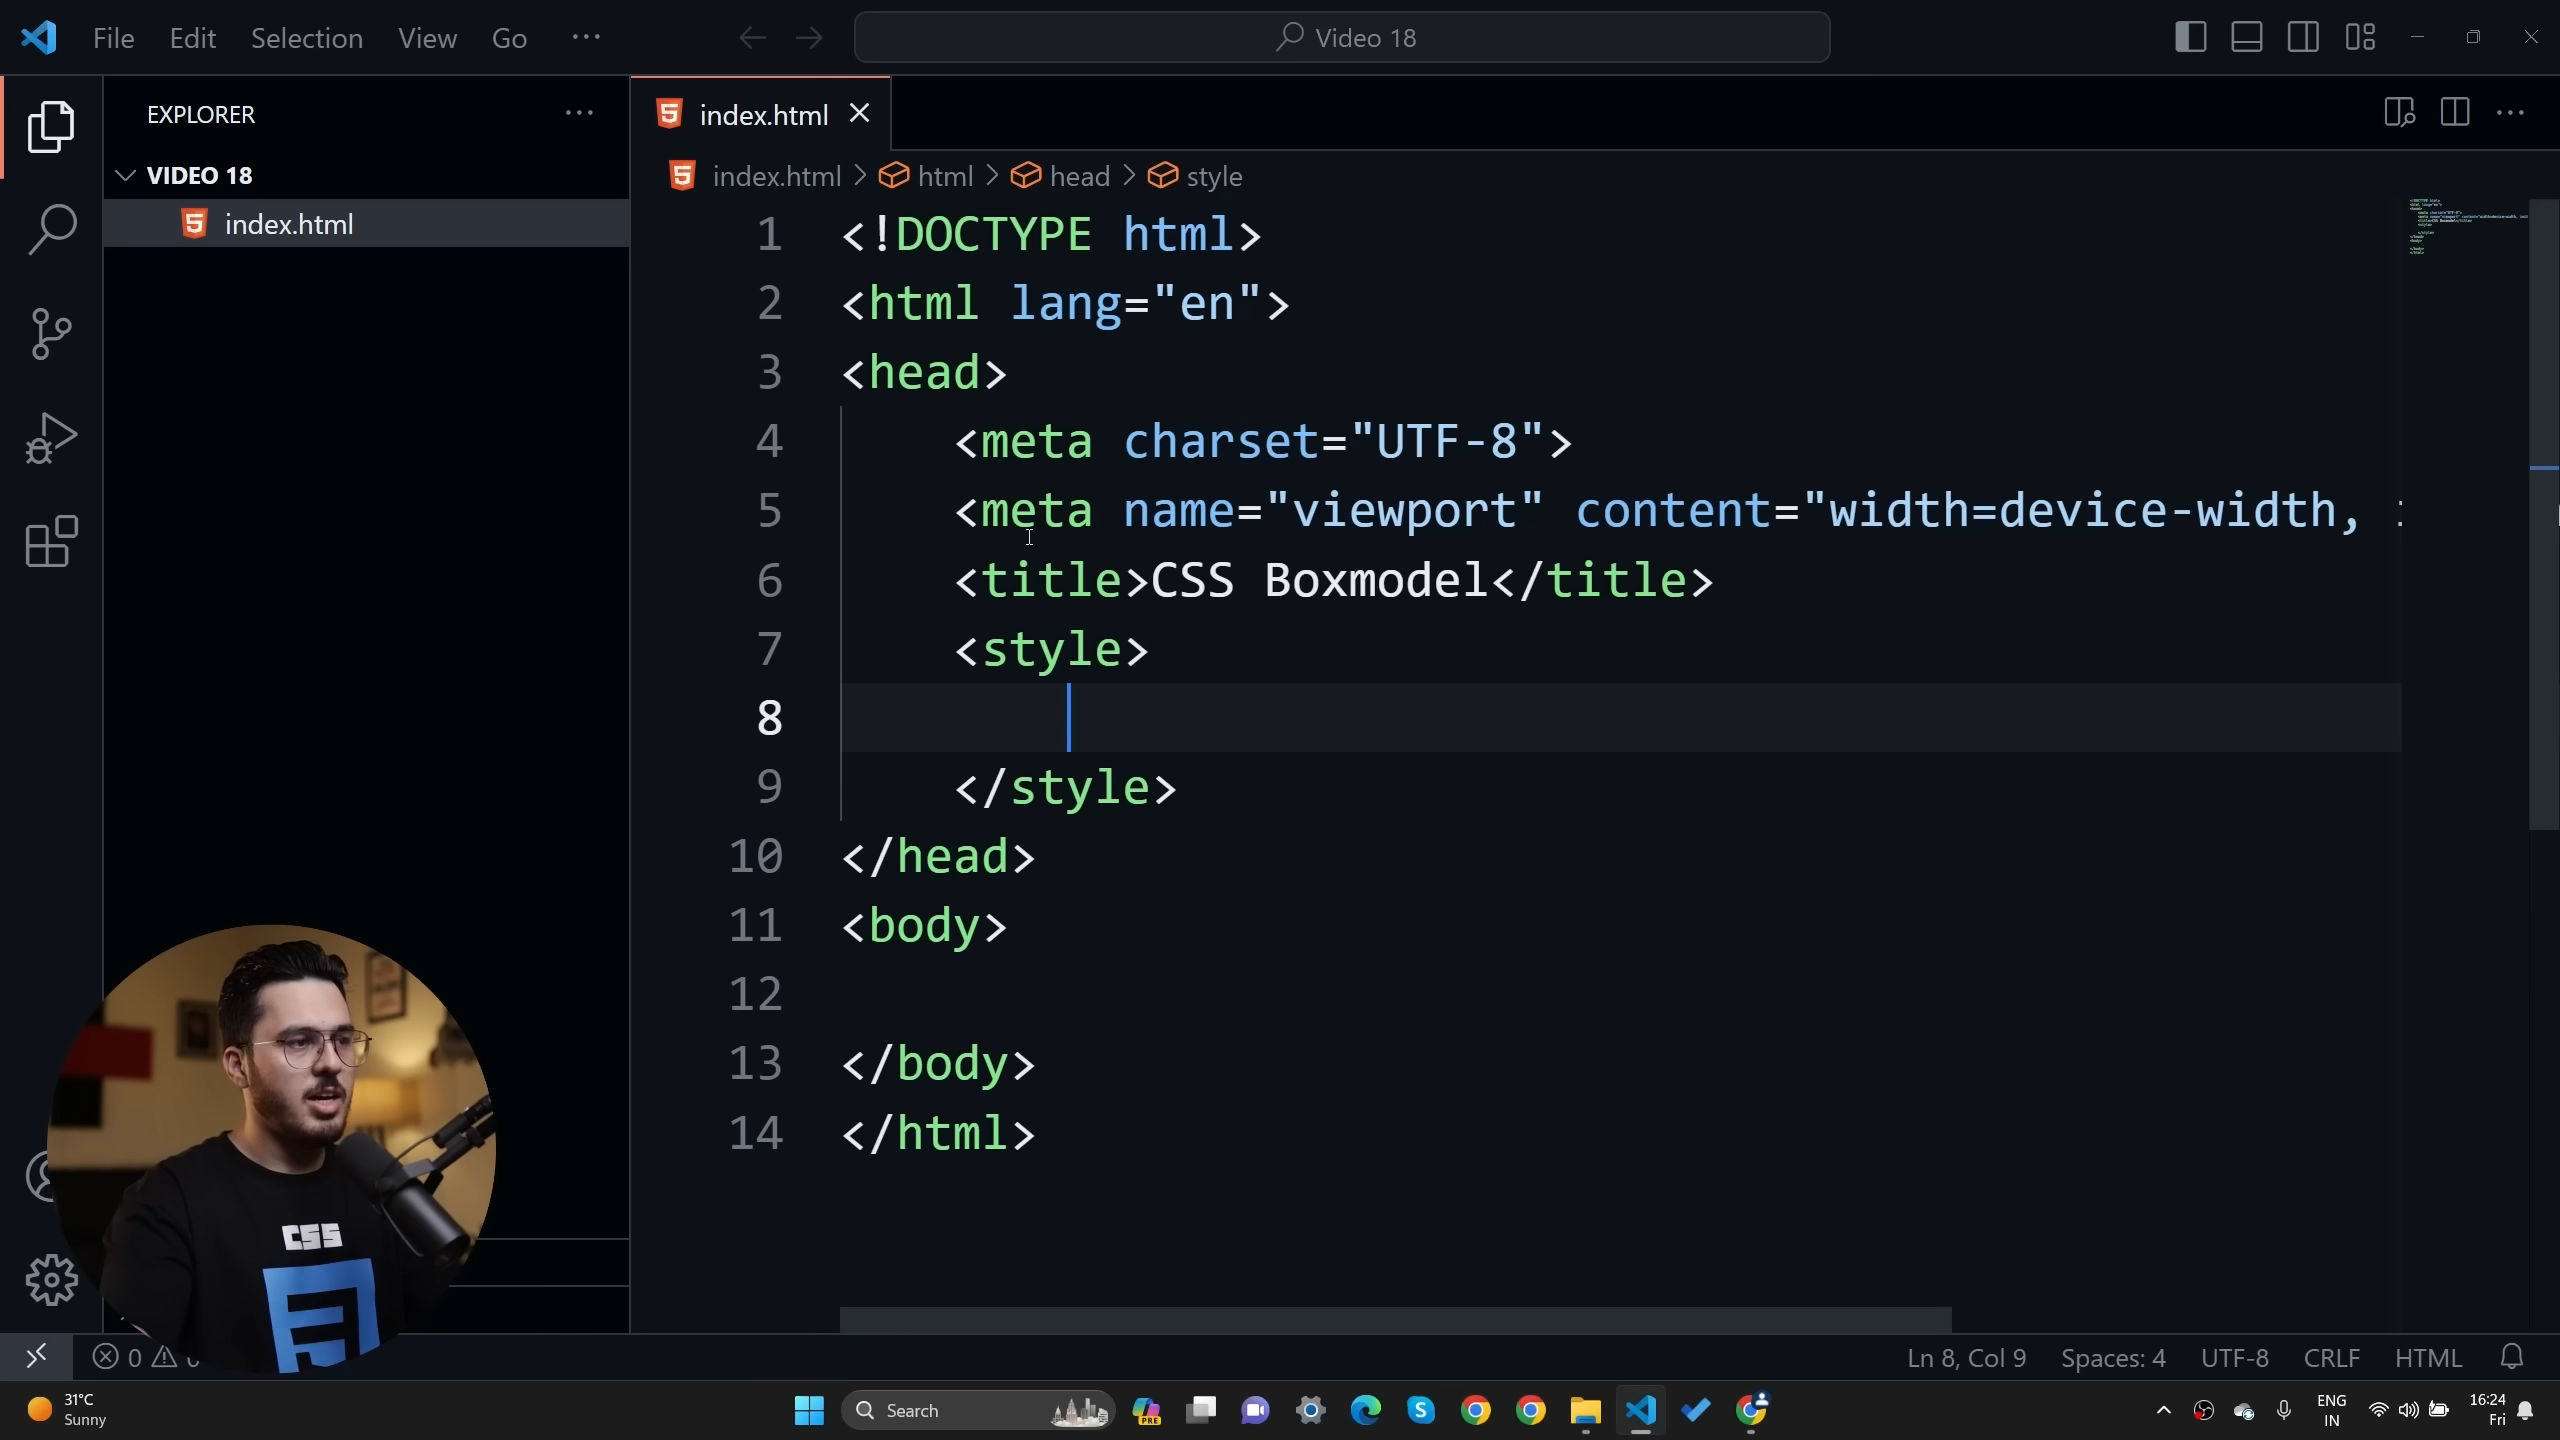 File Edit Selection View Go ...
Video 18
EXPLORER ...
VIDEO 18
index.html
index.html
index.html > html > head > style
1 <!DOCTYPE html>
2 <html lang="en">
3 <head>
4 <meta charset="UTF-8">
5 <meta name="viewport" content="width=device-width,
6 <title>CSS Boxmodel</title>
7 <style>
8
9 </style>
10 </head>
11 <body>
12
13 </body>
14 </html>
CSS
0 0
Ln 8, Col 9 Spaces: 4 UTF-8 CRLF HTML
31°C
Sunny
Search
PRE
ENG
IN
16:24
Fri